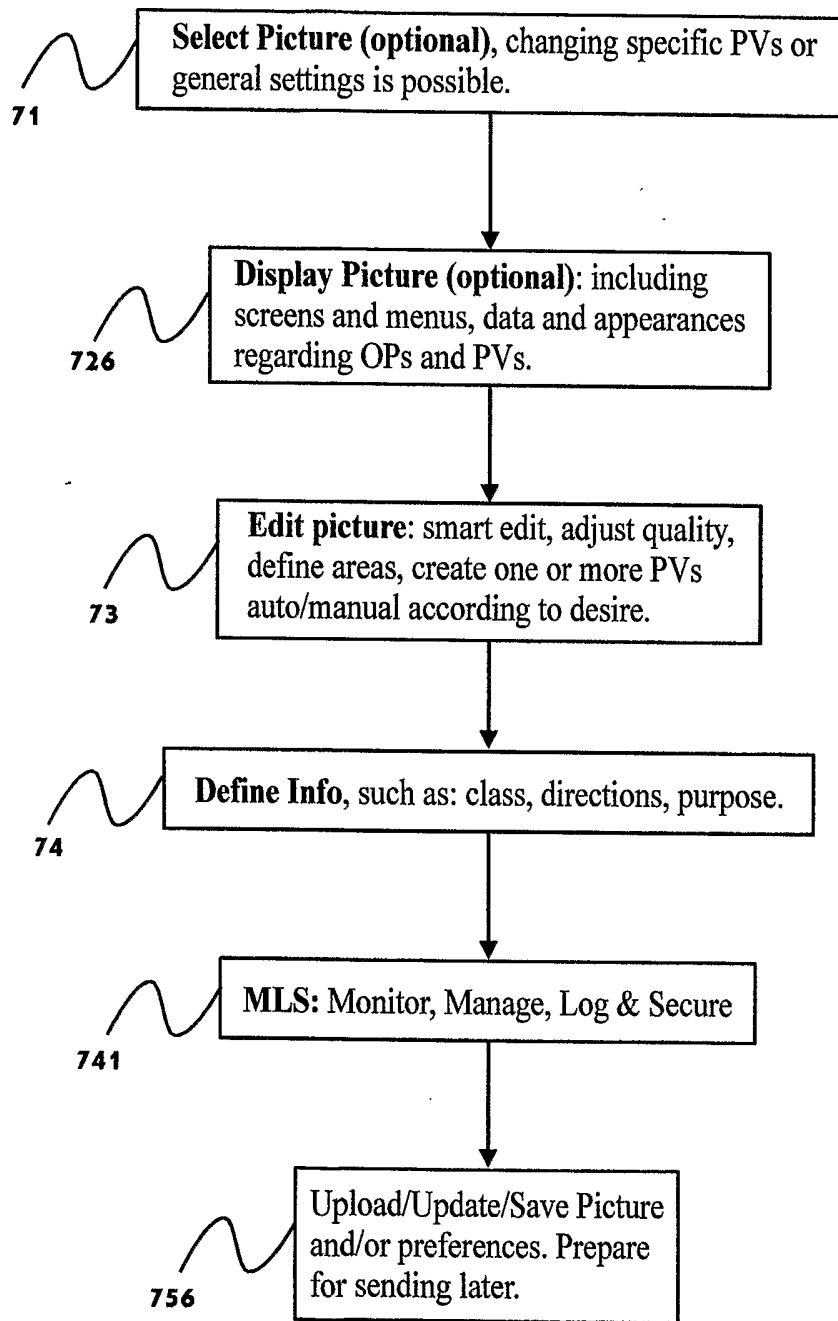 Select Picture (optional), changing specific PVs or
general settings is possible.
71
Display Picture (optional): including
screens and menus, data and appearances
regarding OPs and PVs.
726
Edit picture: smart edit, adjust quality,
define areas, create one or more PVs
auto/manual according to desire.
73
Define Info, such as: class, directions, purpose.
74
MLS: Monitor, Manage, Log & Secure
741
Upload/Update/Save Picture
and/or preferences. Prepare
for sending later.
756